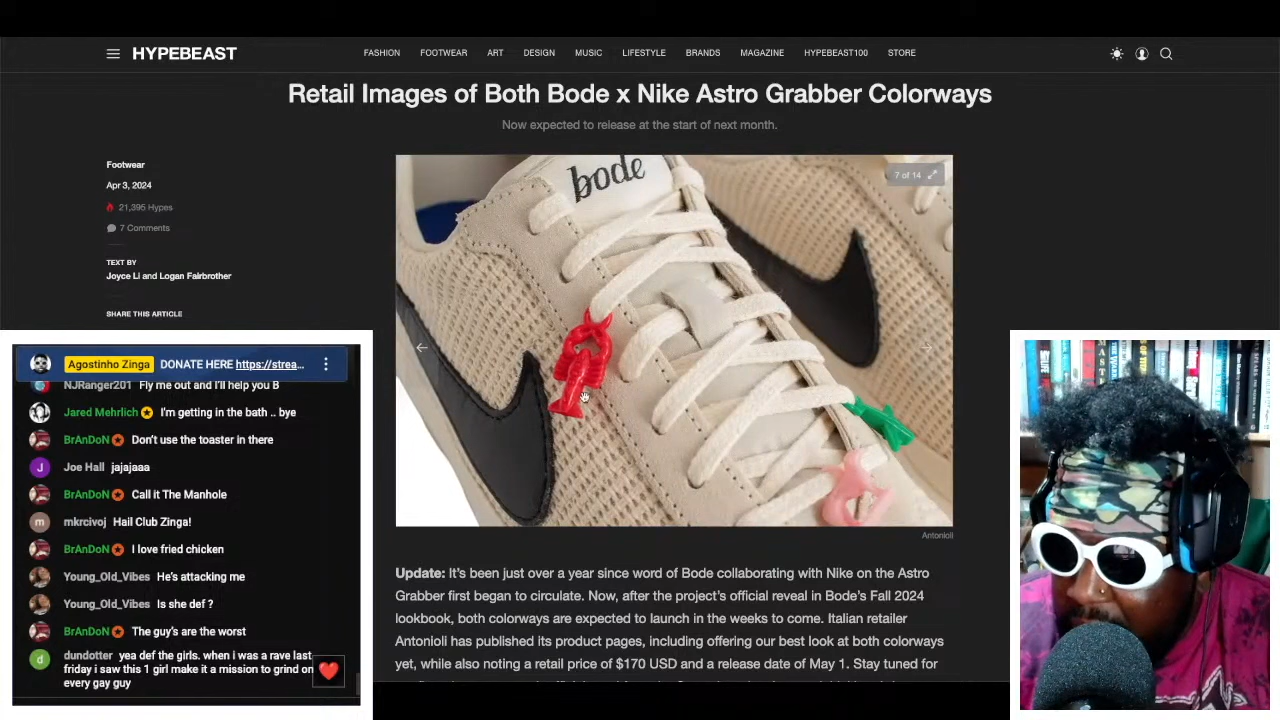 HYPEBEAST
FASHION FOOTWEAR ART DESIGN MUSIC LIFESTYLE BRANDS MAGAZINE HYPEBEAST100 STORE
Retail Images of Both Bode x Nike Astro Grabber Colorways
Now expected to release at the start of next month.
Footwear
Apr 3, 2024
21,395 Hypes
7 Comments
TEXT BY
Joyce Li and Logan Fairbrother
SHARE THIS ARTICLE
bode
7 of 14
Antonioli
Update: It's been just over a year since word of Bode collaborating with Nike on the Astro
Grabber first began to circulate. Now, after the project's official reveal in Bode's Fall 2024
lookbook, both colorways are expected to launch in the weeks to come. Italian retailer
Antonioli has published its product pages, including offering our best look at both colorways
yet, while also noting a retail price of $170 USD and a release date of May 1. Stay tuned for
Agostinho Zinga DONATE HERE https://strea...
NJRanger201 Fly me out and I'll help you B
Jared Mehrlich I'm getting in the bath .. bye
BrAnDoN Don't use the toaster in there
Joe Hall jajajaaa
BrAnDoN Call it The Manhole
mkrcivoj Hail Club Zinga!
BrAnDoN I love fried chicken
Young_Old_Vibes He's attacking me
Young_Old_Vibes Is she def ?
BrAnDoN The guy's are the worst
dundotter yea def the girls. when i was a rave last
friday i saw this 1 girl make it a mission to grind on
every gay guy